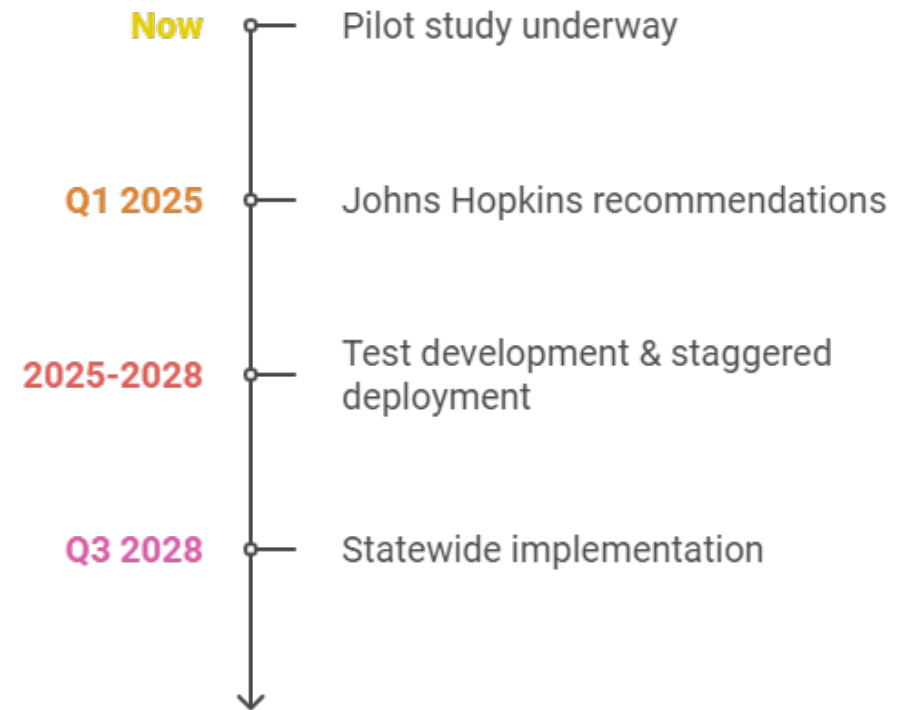 Now
Pilot study underway
Q1 2025
Johns Hopkins recommendations
2025-2028
Test development & staggered
deployment
Q3 2028
Statewide implementation